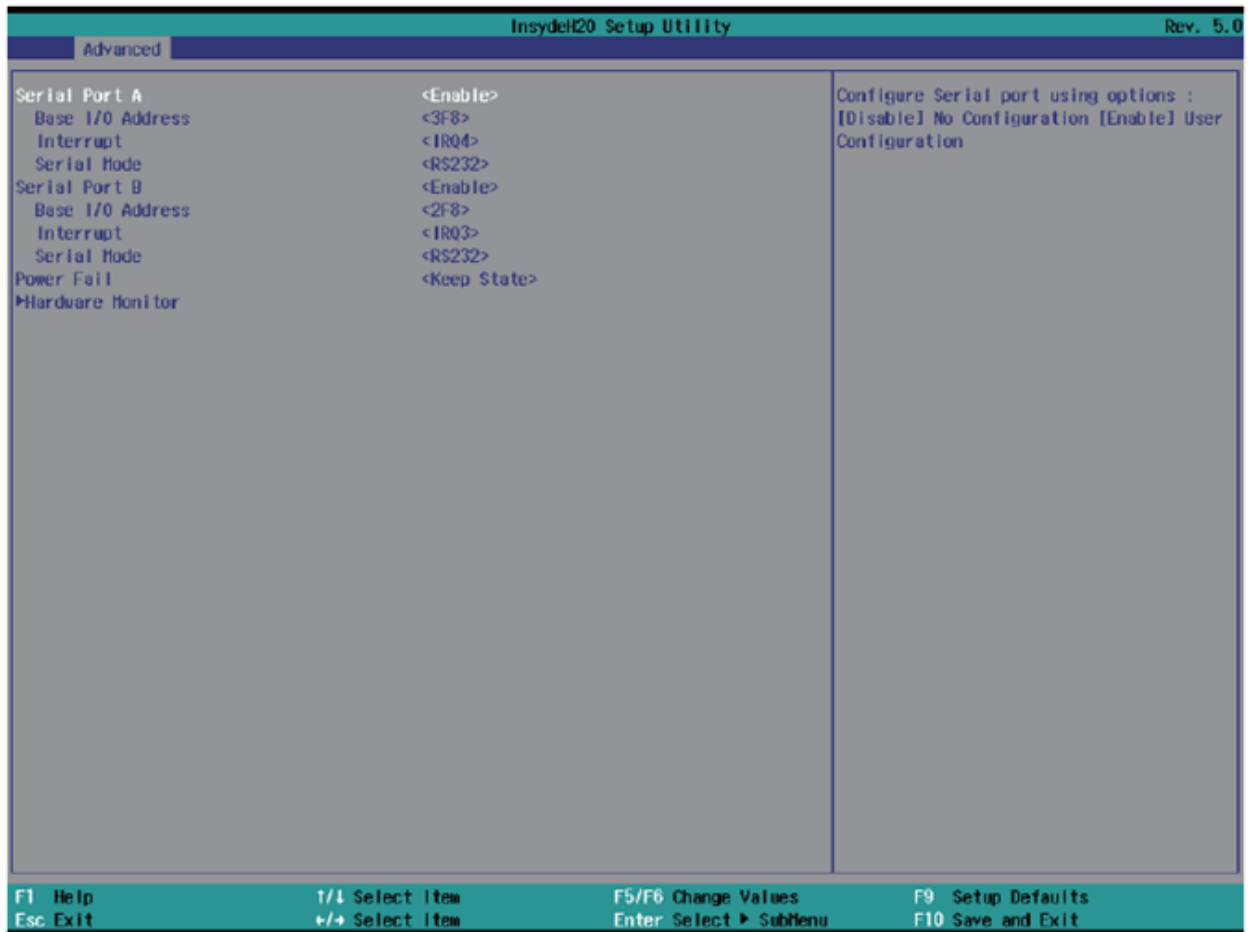 InsydeH20 Setup Utility Rev. 5.0
Advanced
Serial Port A <Enable>
Base I/O Address <3F8>
Interrupt <IRQ4>
Serial Mode <RS232>
Serial Port B <Enable>
Base I/O Address <2F8>
Interrupt <IRQ3>
Serial Mode <RS232>
Power Fail <Keep State>
▶Hardware Monitor
Configure Serial port using options :
[Disable] No Configuration [Enable] User
Configuration
F1 Help ↑/↓ Select Item F5/F6 Change Values F9 Setup Defaults
Esc Exit ←/→ Select Item Enter Select ▶ SubMenu F10 Save and Exit